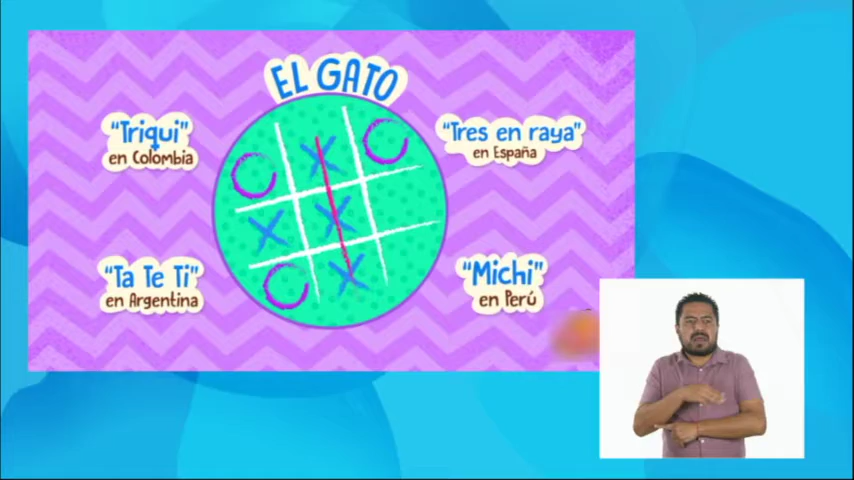 EL GATO
“Triqui”
en Colombia
“Tres en raya”
en España
“Ta Te Ti”
en Argentina
“Michi”
en Perú